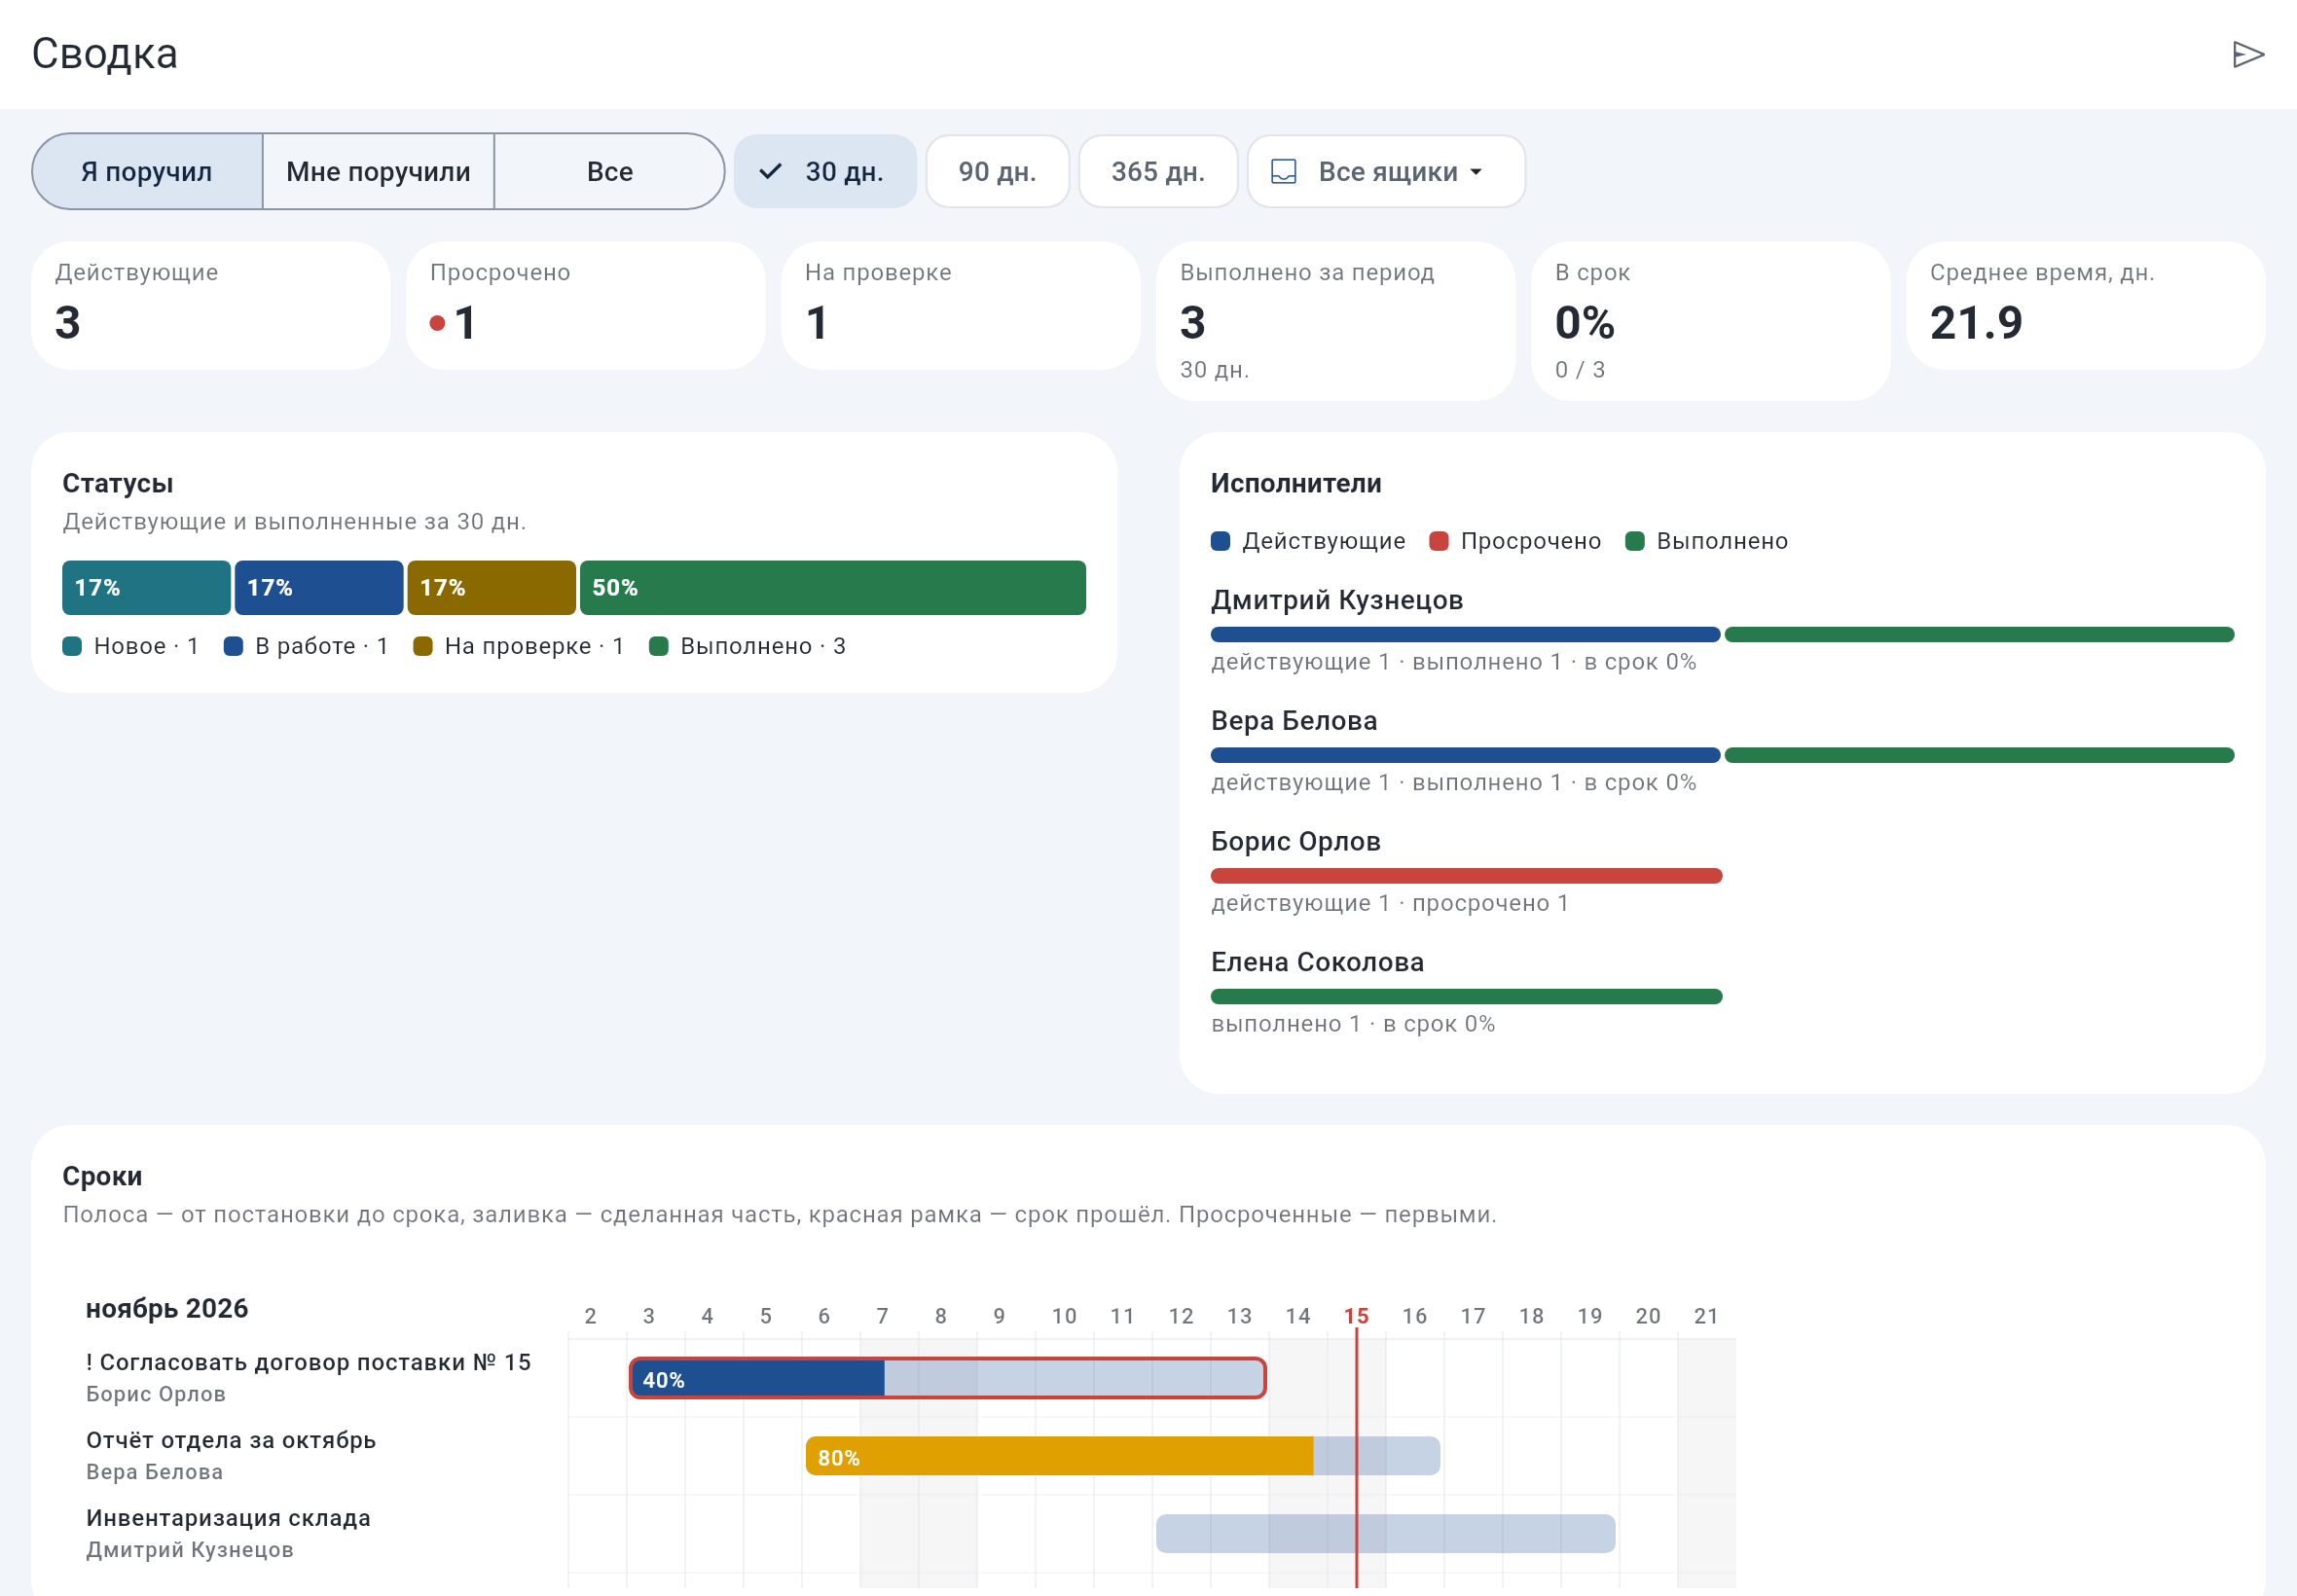 Сводка
Я поручил Мне поручили Все 30 дн. 90 дн. 365 дн. Все ящики
Действующие Просрочено На проверке Выполнено за период В срок Среднее время, дн.
3 1 1 3 0% 21.9
30 дн. 0 / 3
Статусы
Действующие и выполненные за 30 дн.
17% 17% 17% 50%
Новое · 1 В работе · 1 На проверке · 1 Выполнено · 3
Исполнители
Действующие Просрочено Выполнено
Дмитрий Кузнецов
действующие 1 · выполнено 1 · в срок 0%
Вера Белова
действующие 1 · выполнено 1 · в срок 0%
Борис Орлов
действующие 1 · просрочено 1
Елена Соколова
выполнено 1 · в срок 0%
Сроки
Полоса — от постановки до срока, заливка — сделанная часть, красная рамка — срок прошёл. Просроченные — первыми.
ноябрь 2026 2 3 4 5 6 7 8 9 10 11 12 13 14 15 16 17 18 19 20 21
! Согласовать договор поставки № 15
Борис Орлов
40%
Отчёт отдела за октябрь
Вера Белова
80%
Инвентаризация склада
Дмитрий Кузнецов